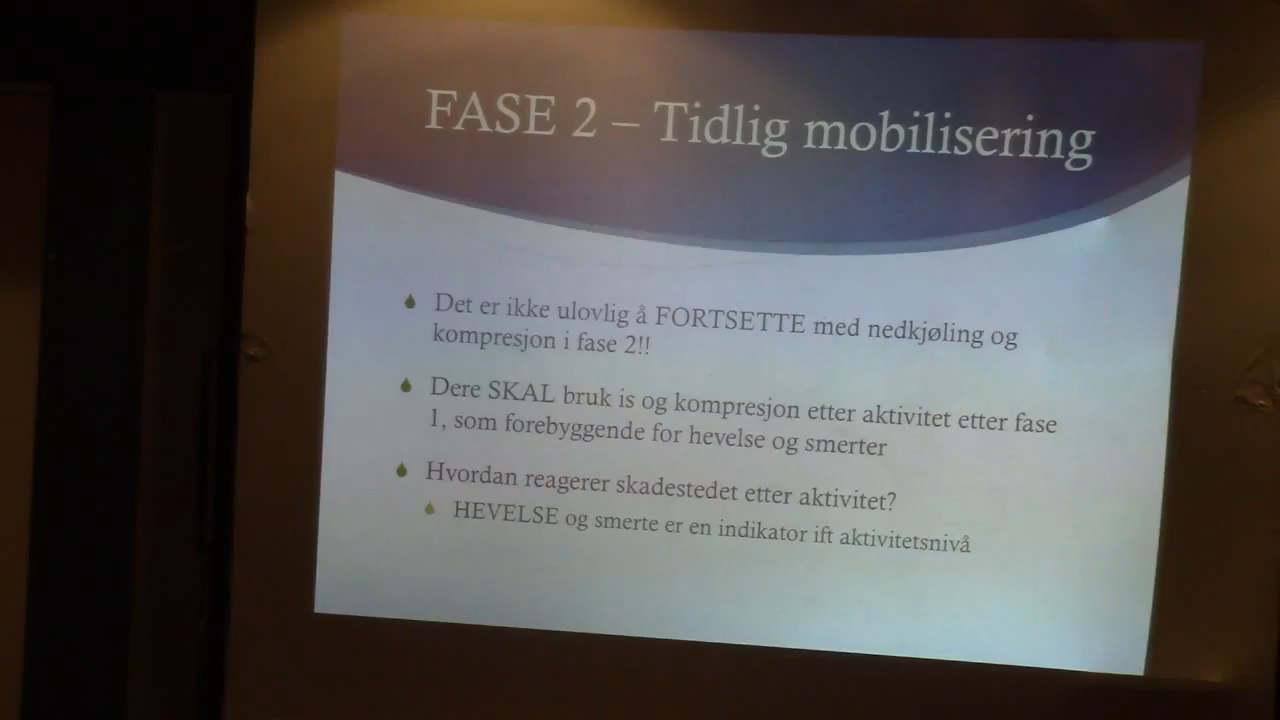 FASE 2 – Tidlig mobilisering
Det er ikke ulovlig å FORTSETTE med nedkjøling og
kompresjon i fase 2!!
Dere SKAL bruk is og kompresjon etter aktivitet etter fase
1, som forebyggende for hevelse og smerter
Hvordan reagerer skadestedet etter aktivitet?
HEVELSE og smerte er en indikator ift aktivitetsnivå